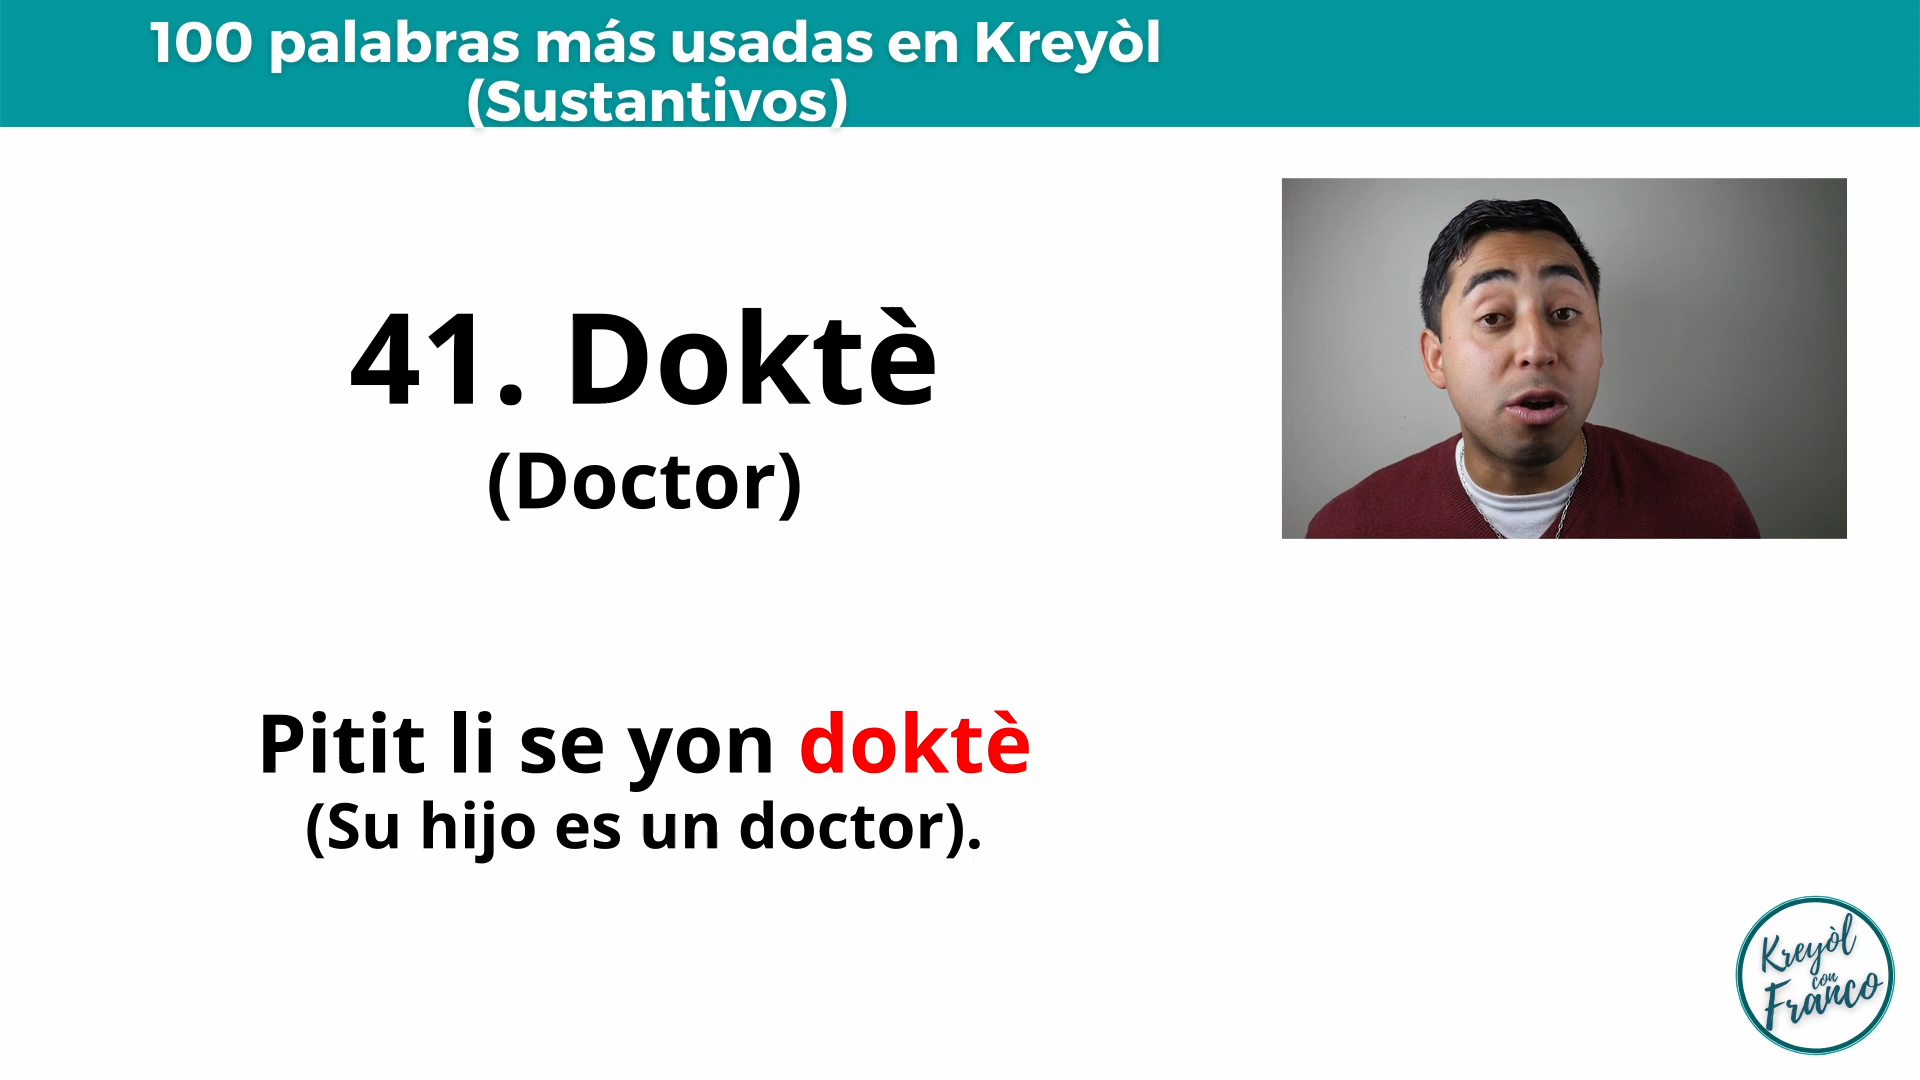 100 palabras más usadas en Kreyòl
(Sustantivos)
41. Doktè
(Doctor)
Pitit li se yon doktè
(Su hijo es un doctor).
Kreyòl
con
Franco